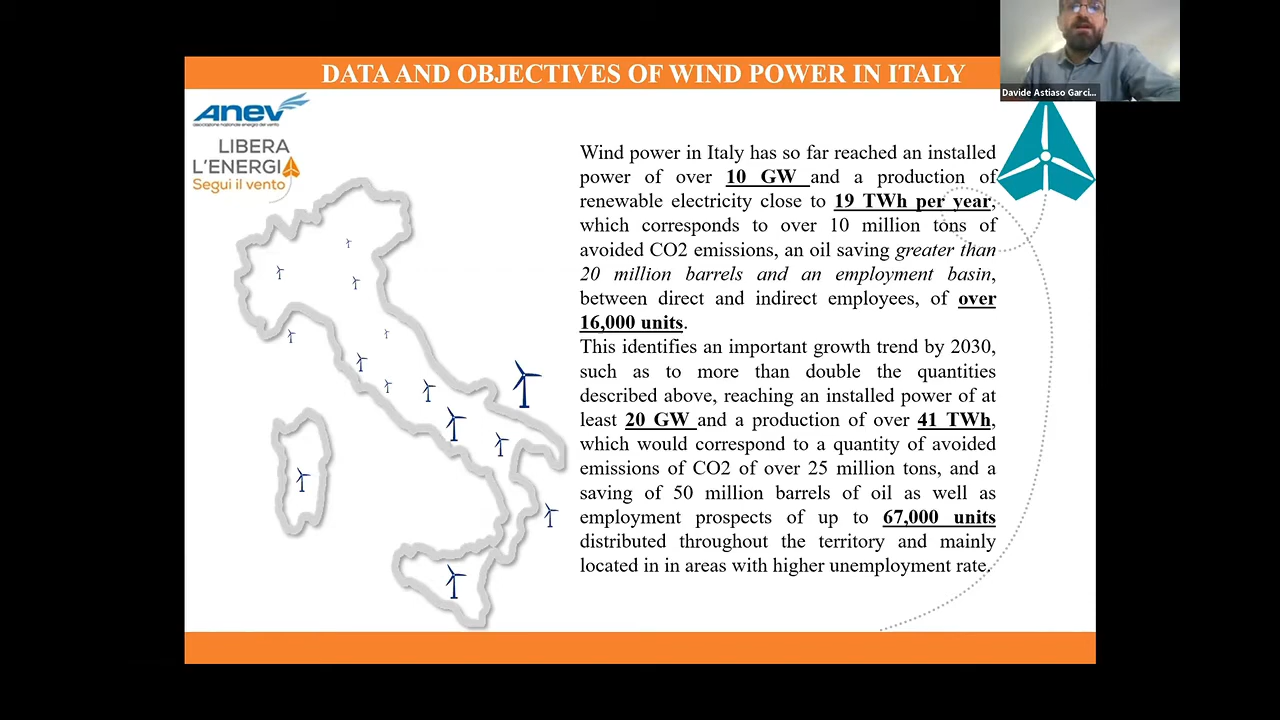 DATA AND OBJECTIVES OF WIND POWER IN ITALY
Davide Astiaso Garci...
anev
associazione nazionale energia del vento
LIBERA
L'ENERGIA
Segui il vento
Wind power in Italy has so far reached an installed
power of over 10 GW and a production of
renewable electricity close to 19 TWh per year,
which corresponds to over 10 million tons of
avoided CO2 emissions, an oil saving greater than
20 million barrels and an employment basin,
between direct and indirect employees, of over
16,000 units.
This identifies an important growth trend by 2030,
such as to more than double the quantities
described above, reaching an installed power of at
least 20 GW and a production of over 41 TWh,
which would correspond to a quantity of avoided
emissions of CO2 of over 25 million tons, and a
saving of 50 million barrels of oil as well as
employment prospects of up to 67,000 units
distributed throughout the territory and mainly
located in in areas with higher unemployment rate.